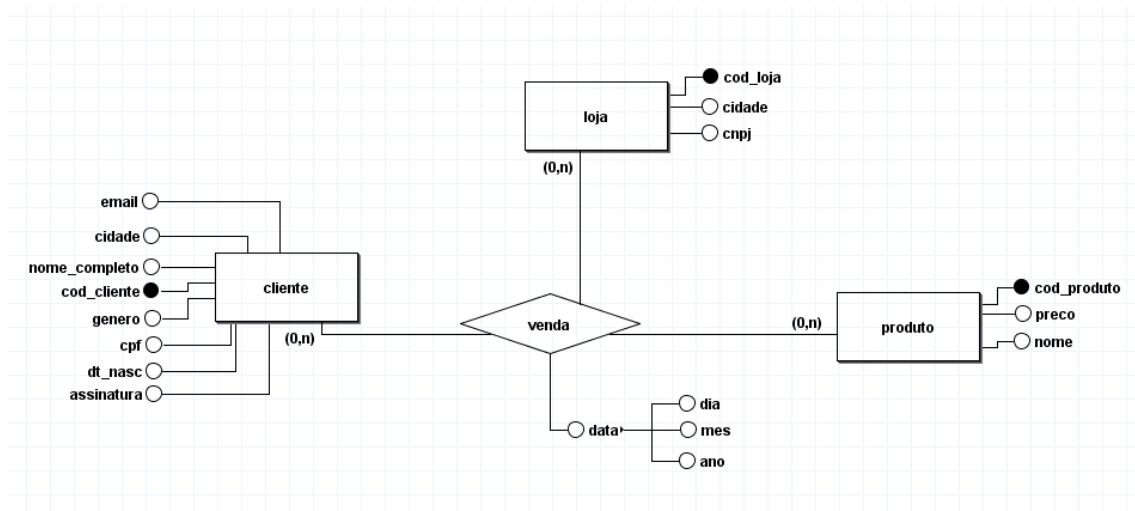 cod_loja
loja
cidade
cnpj
(0,n)
email
cidade
nome_completo
cod_cliente
cliente
genero
cpf
dt_nasc
assinatura
(0,n)
venda
(0,n)
produto
cod_produto
preco
nome
data
dia
mes
ano